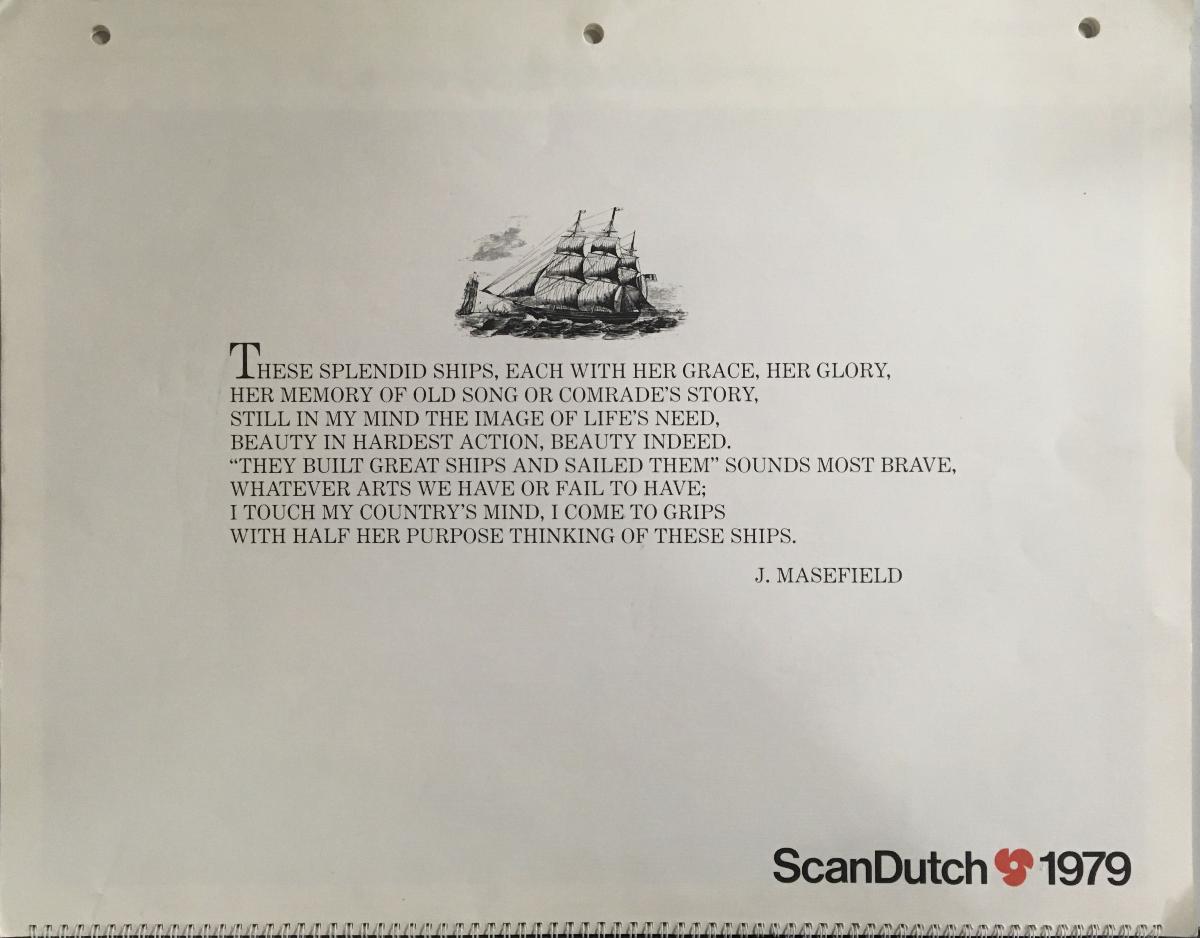 THESE SPLENDID SHIPS, EACH WITH HER GRACE, HER GLORY,
HER MEMORY OF OLD SONG OR COMRADE'S STORY,
STILL IN MY MIND THE IMAGE OF LIFE'S NEED,
BEAUTY IN HARDEST ACTION, BEAUTY INDEED.
“THEY BUILT GREAT SHIPS AND SAILED THEM” SOUNDS MOST BRAVE,
WHATEVER ARTS WE HAVE OR FAIL TO HAVE;
I TOUCH MY COUNTRY'S MIND, I COME TO GRIPS
WITH HALF HER PURPOSE THINKING OF THESE SHIPS.
J. MASEFIELD
ScanDutch 1979